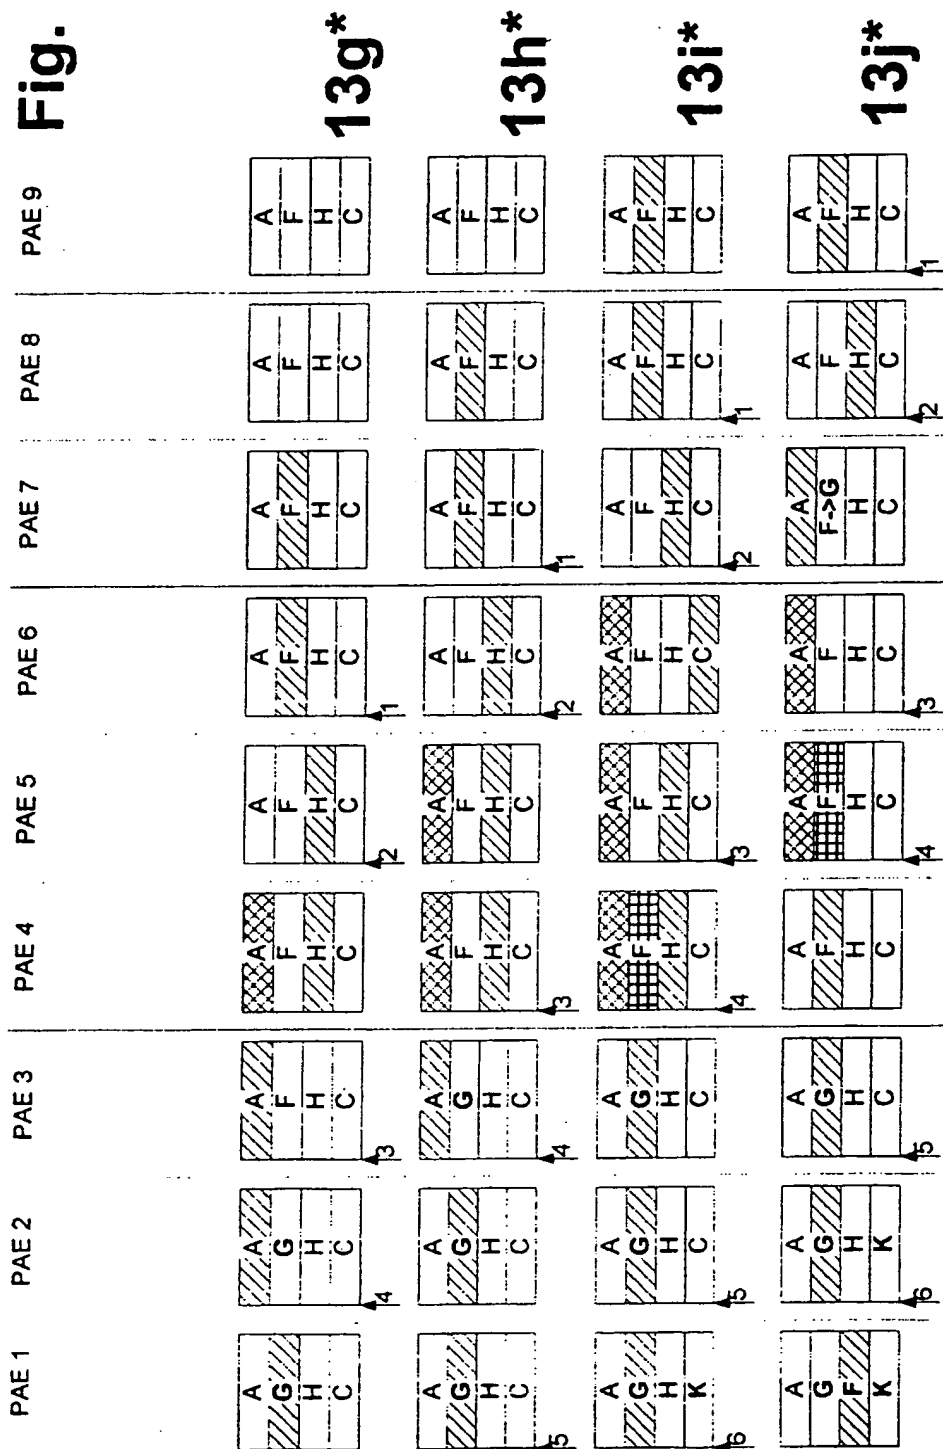 PAE 1 PAE 2 PAE 3 PAE 4 PAE 5 PAE 6 PAE 7 PAE 8 PAE 9 Fig.
A A A A A A A A A
G G F F F F F F F
H H H H H H H H H
C C C C C C C C C 13g*
4 3 2 1
A A A A A A A A A
G G G F F F F F F
H H H H H H H H H
C C C C C C C C C 13h*
5 4 3 2 1
A A A A A A A A A
G G G F F F F F F
H H H H H H H H H
K C C C C C C C C 13i*
6 5 4 3 2 1
A A A A A A A A A
G G G F F F F->G F F
F H H H H H H H H
K K C C C C C C C 13j*
6 5 4 3 2 1